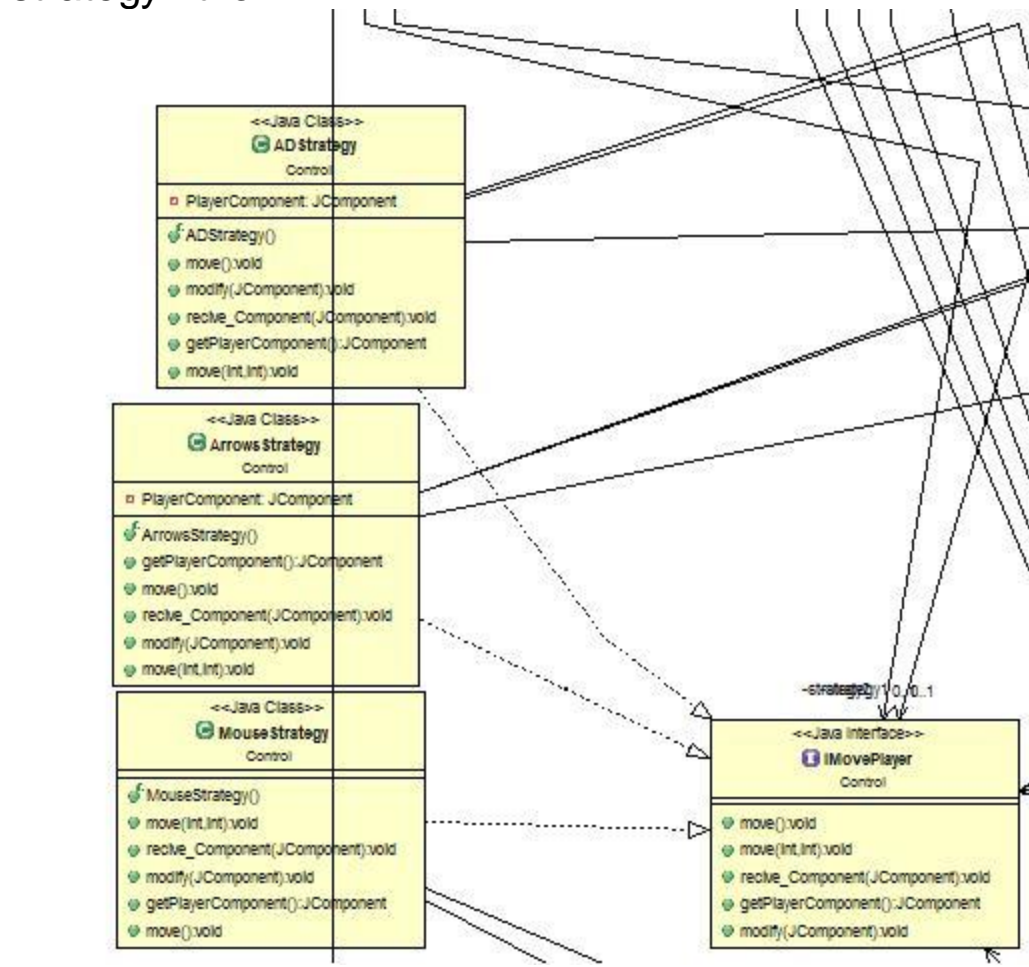 <<Java Class>>
ADStrategy
Control
PlayerComponent: JComponent
ADStrategy()
move():void
modify(JComponent):void
recive_Component(JComponent):void
getPlayerComponent():JComponent
move(int,int):void
<<Java Class>>
ArrowsStrategy
Control
PlayerComponent: JComponent
ArrowsStrategy()
getPlayerComponent():JComponent
move():void
recive_Component(JComponent):void
modify(JComponent):void
move(int,int):void
<<Java Class>>
MouseStrategy
Control
MouseStrategy()
move(int,int):void
recive_Component(JComponent):void
modify(JComponent):void
getPlayerComponent():JComponent
move():void
0..1
<<Java Interface>>
IMovePlayer
Control
move():void
move(int,int):void
recive_Component(JComponent):void
getPlayerComponent():JComponent
modify(JComponent):void